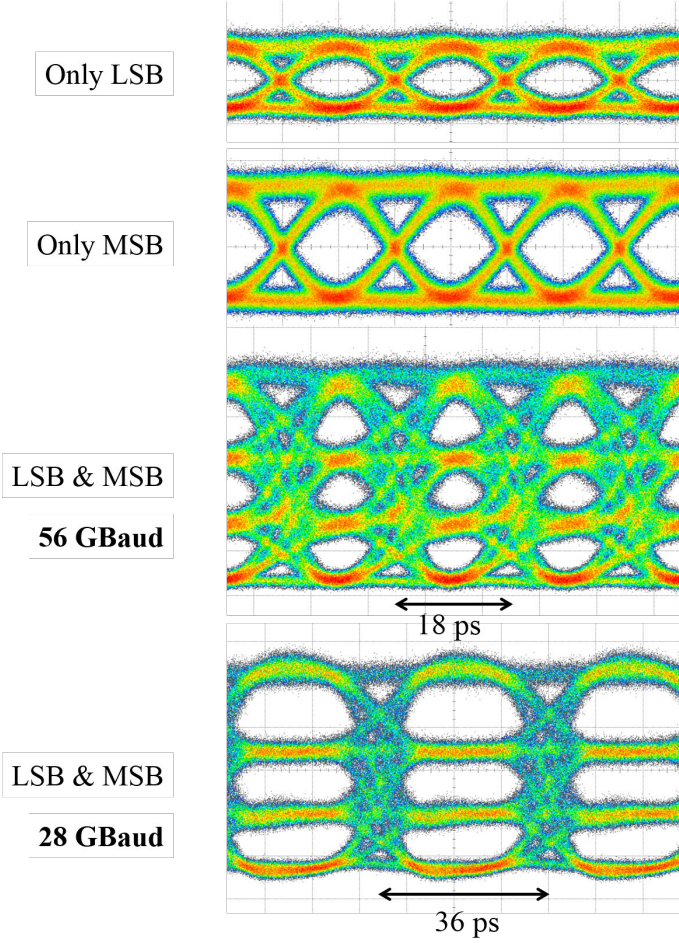 Only LSB
Only MSB
LSB & MSB
56 GBaud
18 ps
LSB & MSB
28 GBaud
36 ps